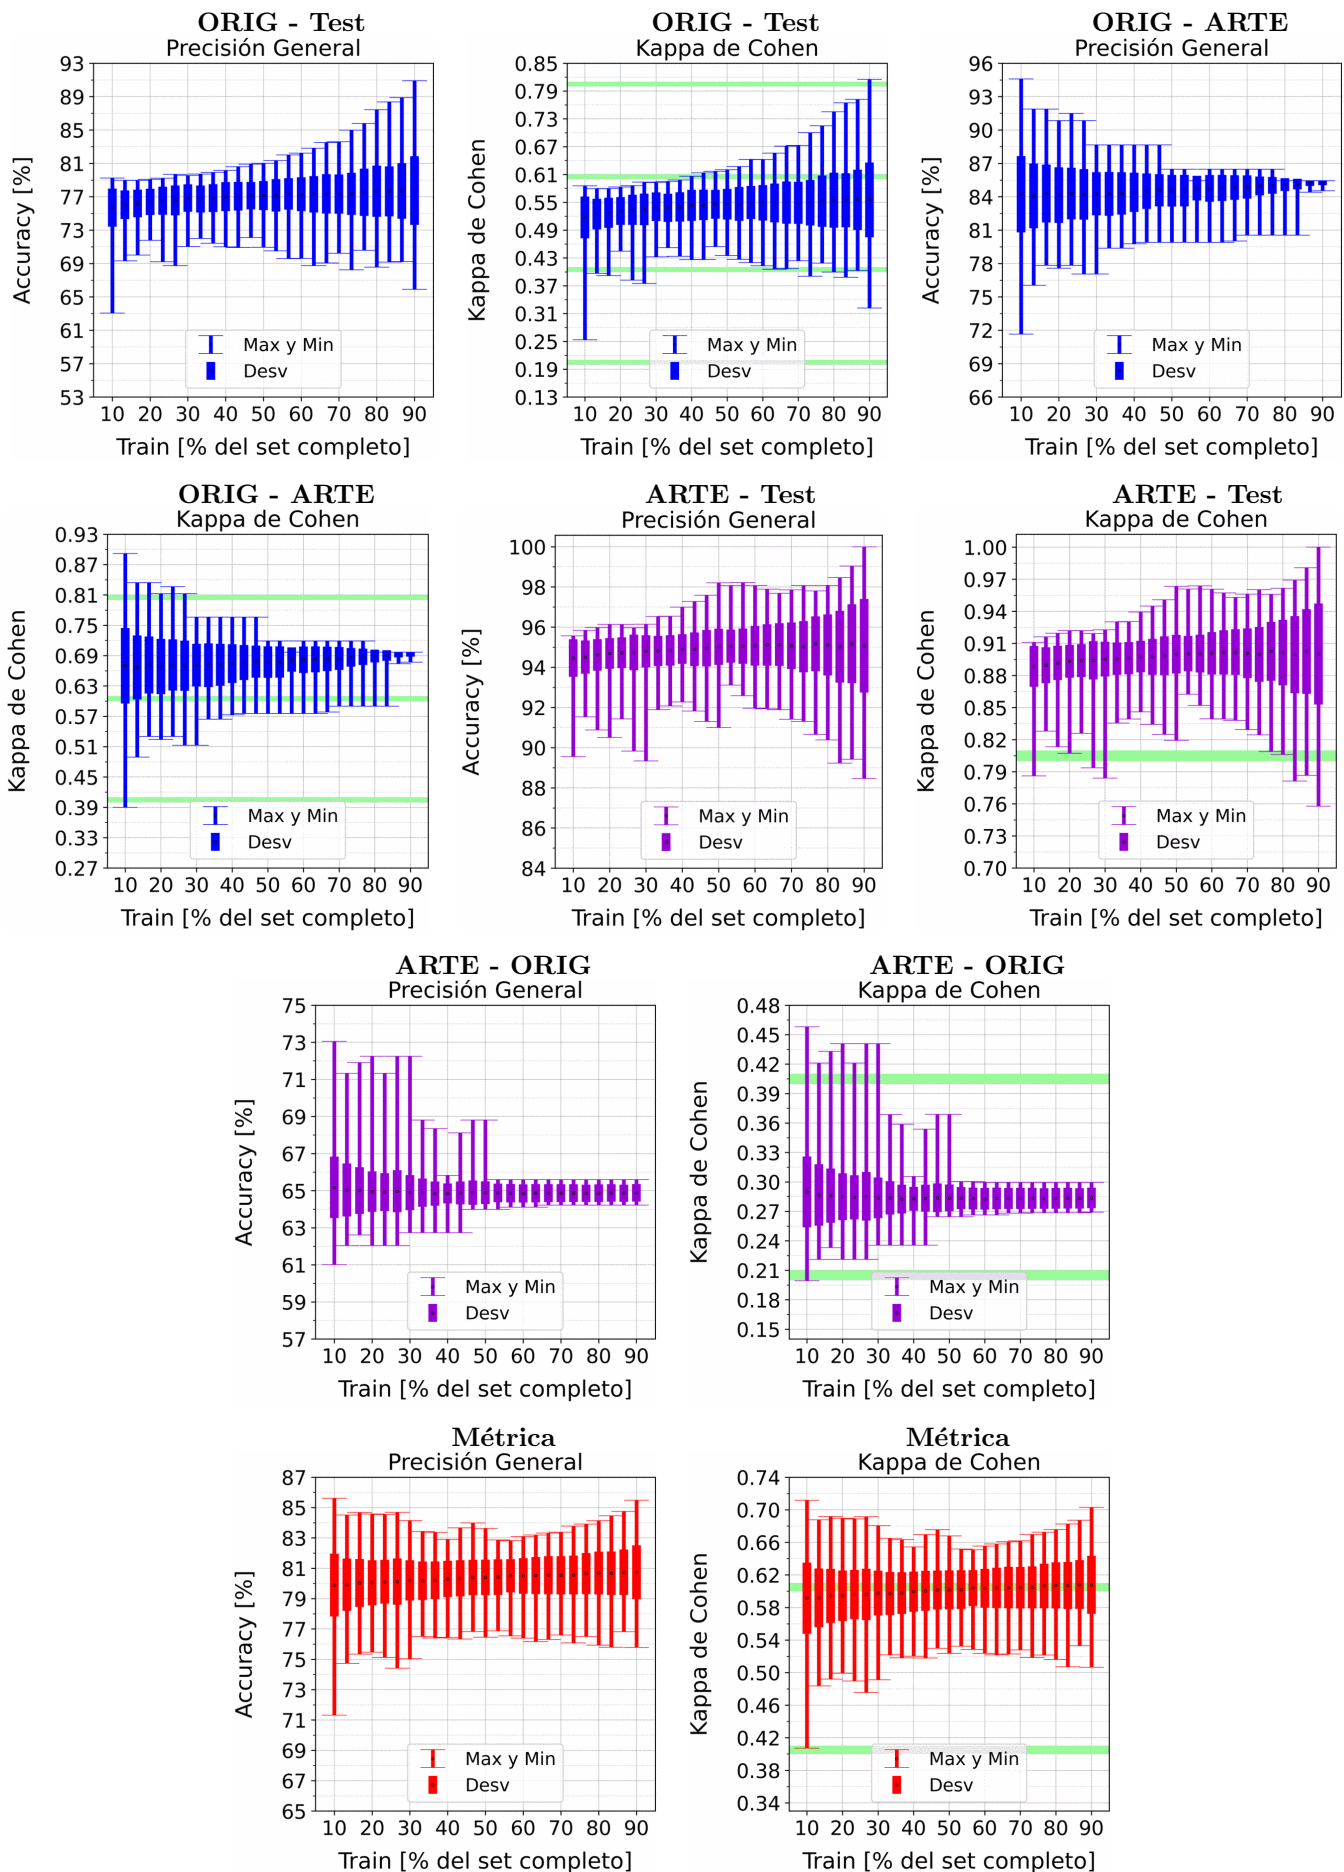 ORIG - Test
Precisión General
93
89
85
81
77
73
69
65
61
57
53
Accuracy [%]
Max y Min
Desv
10 20 30 40 50 60 70 80 90
Train [% del set completo]
ORIG - Test
Kappa de Cohen
0.85
0.79
0.73
0.67
0.61
0.55
0.49
0.43
0.37
0.31
0.25
0.19
0.13
Kappa de Cohen
Max y Min
Desv
10 20 30 40 50 60 70 80 90
Train [% del set completo]
ORIG - ARTE
Precisión General
96
93
90
87
84
81
78
75
72
69
66
Accuracy [%]
Max y Min
Desv
10 20 30 40 50 60 70 80 90
Train [% del set completo]
ORIG - ARTE
Kappa de Cohen
0.93
0.87
0.81
0.75
0.69
0.63
0.57
0.51
0.45
0.39
0.33
0.27
Kappa de Cohen
Max y Min
Desv
10 20 30 40 50 60 70 80 90
Train [% del set completo]
ARTE - Test
Precisión General
100
98
96
94
92
90
88
86
84
Accuracy [%]
Max y Min
Desv
10 20 30 40 50 60 70 80 90
Train [% del set completo]
ARTE - Test
Kappa de Cohen
1.00
0.97
0.94
0.91
0.88
0.85
0.82
0.79
0.76
0.73
0.70
Kappa de Cohen
Max y Min
Desv
10 20 30 40 50 60 70 80 90
Train [% del set completo]
ARTE - ORIG
Precisión General
75
73
71
69
67
65
63
61
59
57
Accuracy [%]
Max y Min
Desv
10 20 30 40 50 60 70 80 90
Train [% del set completo]
ARTE - ORIG
Kappa de Cohen
0.48
0.45
0.42
0.39
0.36
0.33
0.30
0.27
0.24
0.21
0.18
0.15
Kappa de Cohen
Max y Min
Desv
10 20 30 40 50 60 70 80 90
Train [% del set completo]
Métrica
Precisión General
87
85
83
81
79
77
75
73
71
69
67
65
Accuracy [%]
Max y Min
Desv
10 20 30 40 50 60 70 80 90
Train [% del set completo]
Métrica
Kappa de Cohen
0.74
0.70
0.66
0.62
0.58
0.54
0.50
0.46
0.42
0.38
0.34
Kappa de Cohen
Max y Min
Desv
10 20 30 40 50 60 70 80 90
Train [% del set completo]